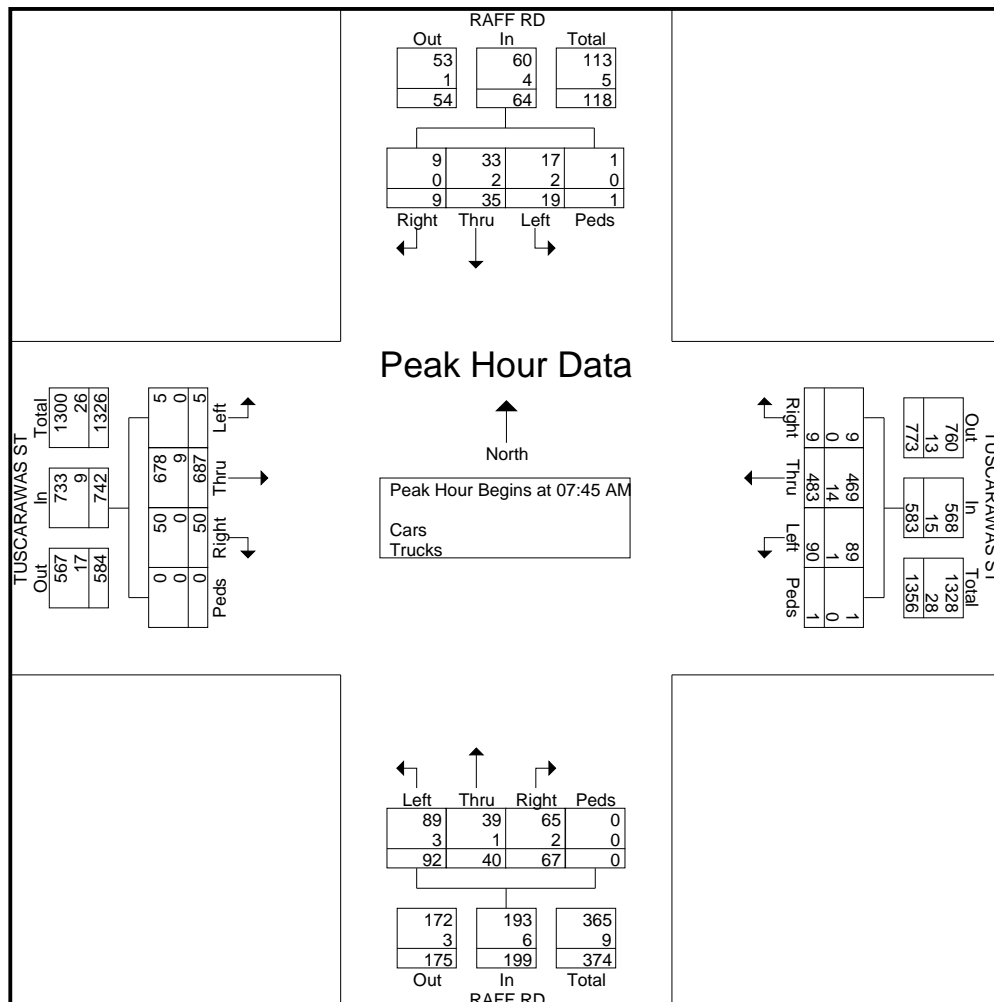 RAFF RD
Out In Total
53 60 113
1 4 5
54 64 118
9 33 17 1
0 2 2 0
9 35 19 1
Right Thru Left Peds
Peak Hour Data
North
Peak Hour Begins at 07:45 AM
Cars
Trucks
TUSCARAWAS ST
Total In Out
1300 733 567
26 9 17
1326 742 584
5 678 50 0
0 9 0 0
5 687 50 0
Left Thru Right Peds
TUSCARAWAS ST
Out In Total
760 568 1328
13 15 28
773 583 1356
9 469 89 1
0 14 1 0
9 483 90 1
Right Thru Left Peds
Left Thru Right Peds
89 39 65 0
3 1 2 0
92 40 67 0
172 193 365
3 6 9
175 199 374
Out In Total
RAFF RD